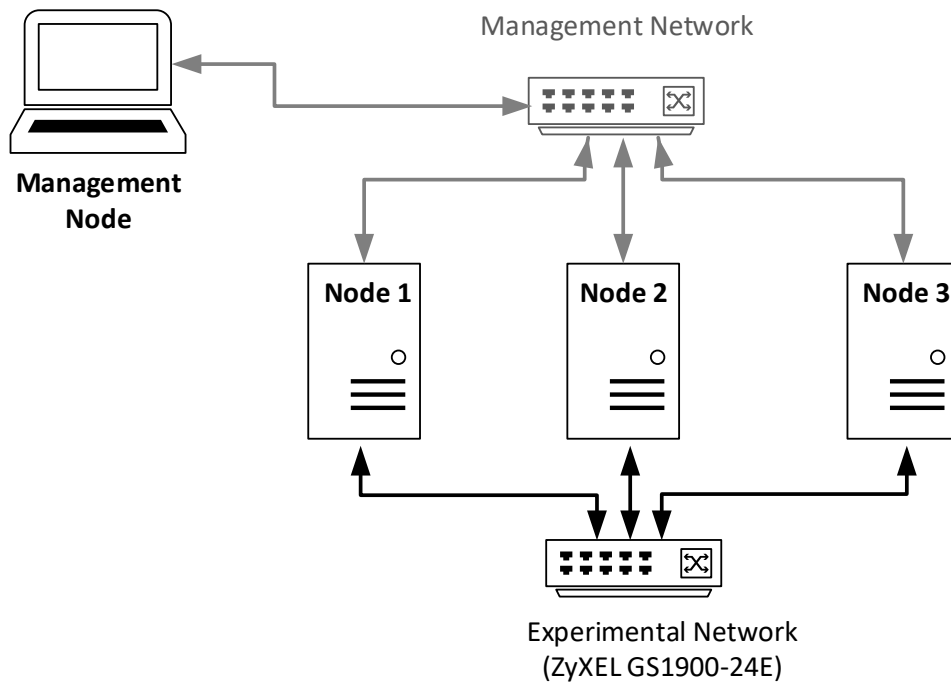 Management Network
Management
Node
Node 1
Node 2
Node 3
Experimental Network
(ZyXEL GS1900-24E)